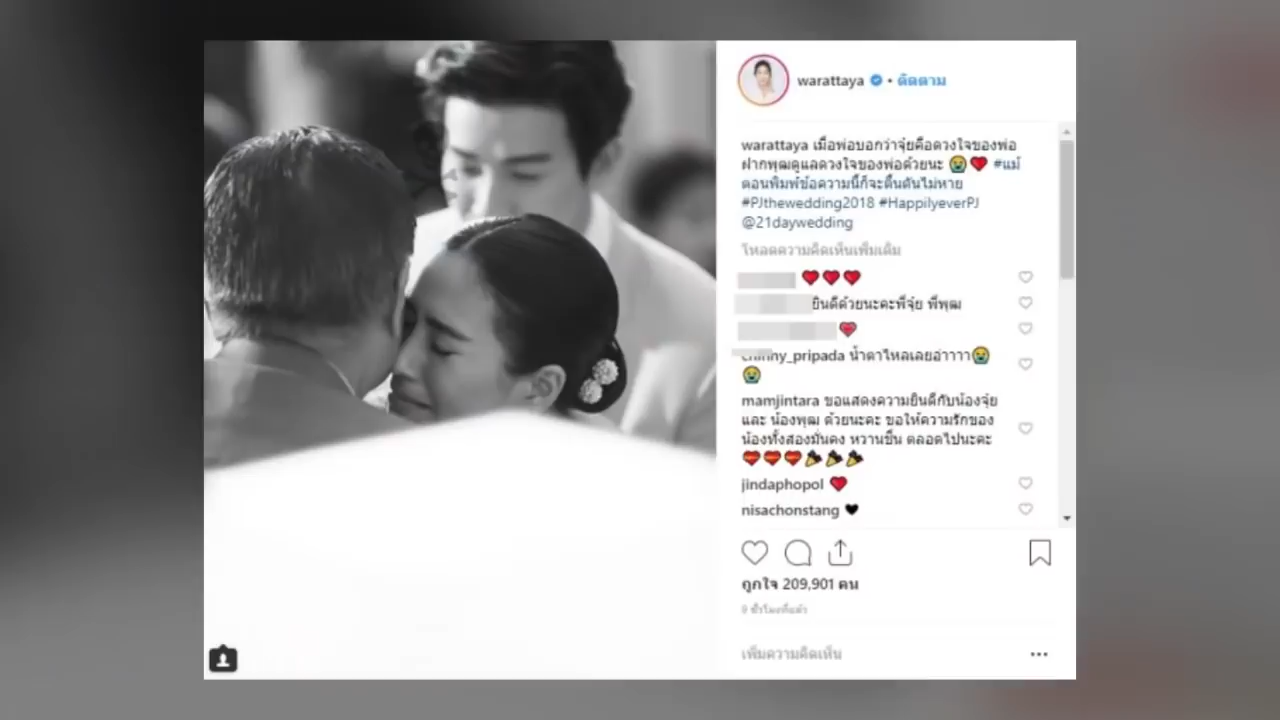 warattaya • ติดตาม
warattaya เมื่อพ่อบอกว่าจุ๋ยคือดวงใจของพ่อ
ฝากพุฒดูแลดวงใจของพ่อด้วยนะ 😭❤️ #แม้
ตอนพิมพ์ข้อความนี้ก็จะตื้นตันไม่หาย
#PJthewedding2018 #HappilyeverPJ
@21daywedding
โหลดความคิดเห็นเพิ่มเติม
❤️❤️❤️
ยินดีด้วยนะคะพี่จุ๋ย พี่พุฒ
❤️
chinny_pripada น้ำตาไหลเลยอ่าาาา😭
😭
mamjintara ขอแสดงความยินดีกับน้องจุ๋ย
และ น้องพุฒ ด้วยนะคะ ขอให้ความรักของ
น้องทั้งสองมั่นคง หวานชื่น ตลอดไปนะคะ
❤️❤️❤️🎉🎉🎉
jindaphopol ❤️
nisachonstang 🖤
ถูกใจ 209,901 คน
9 ชั่วโมงที่แล้ว
เพิ่มความคิดเห็น